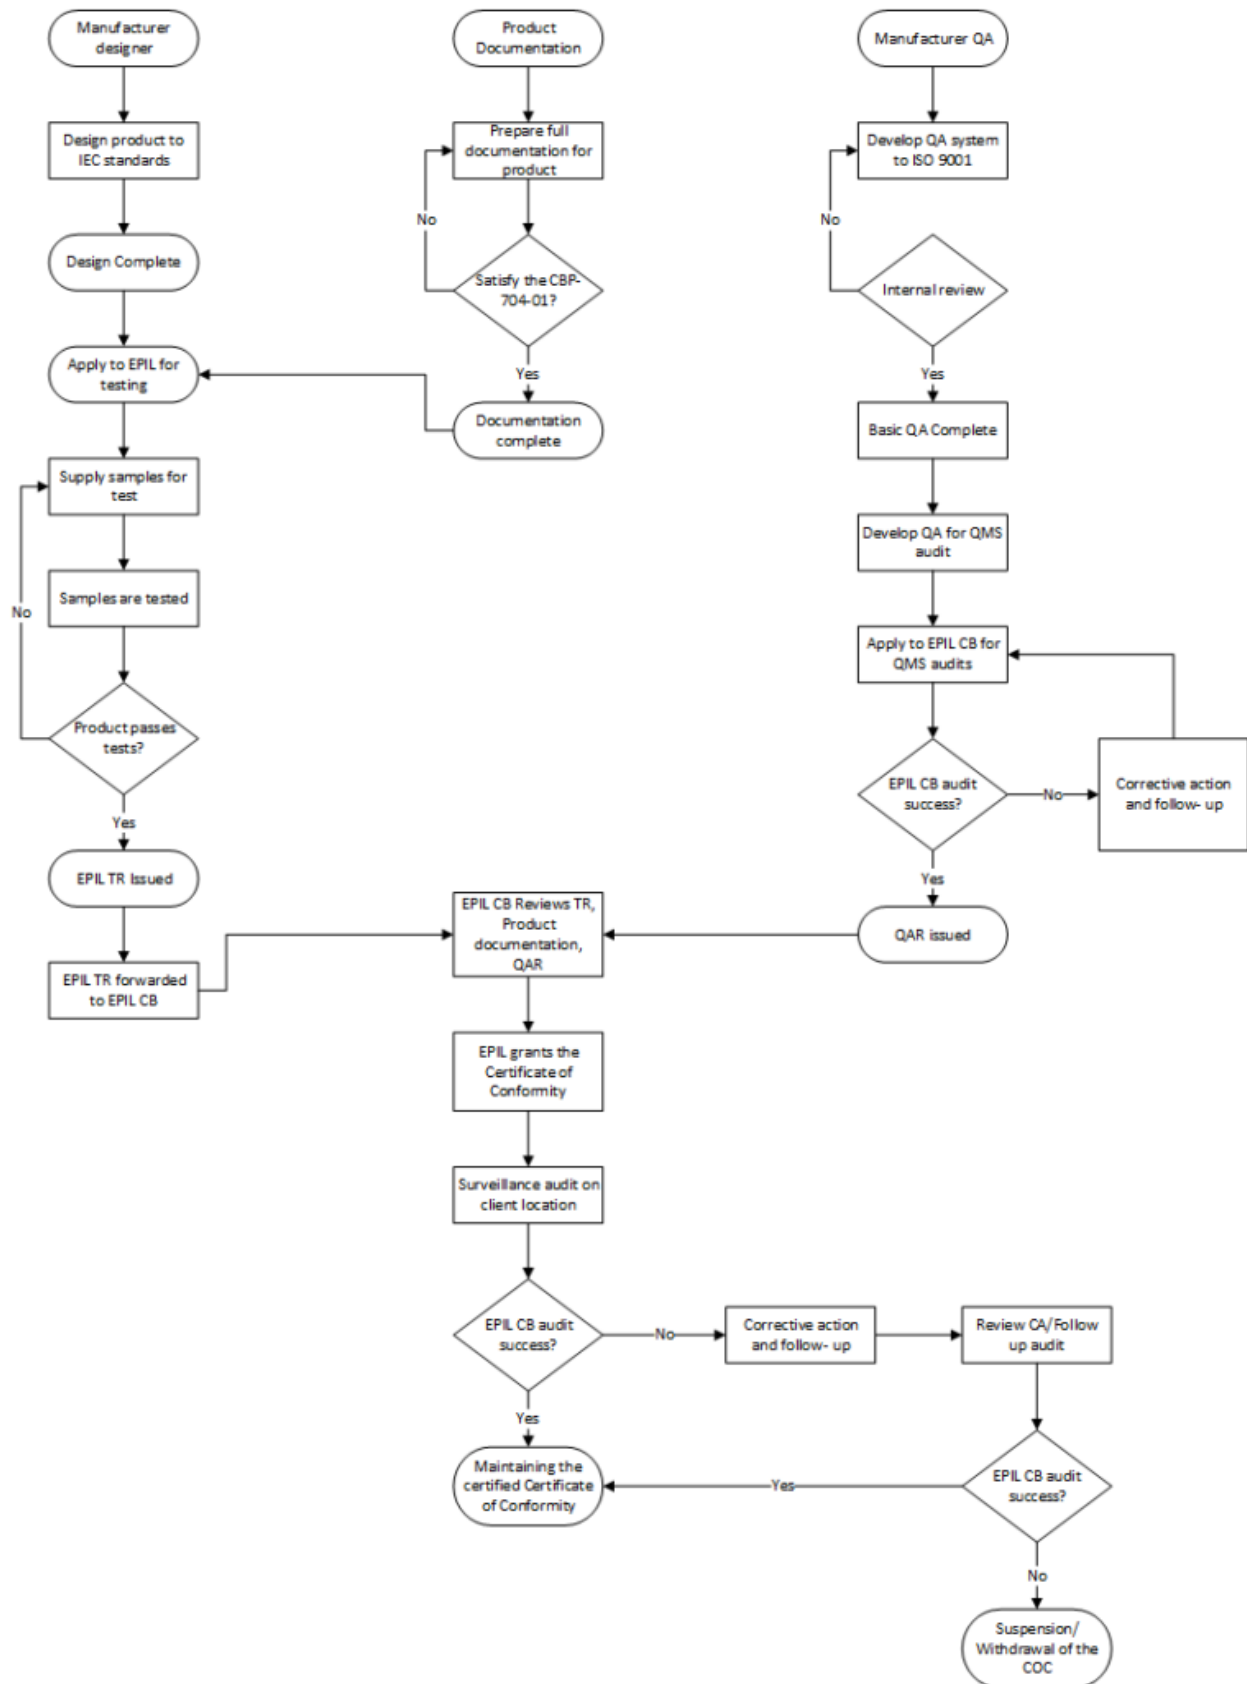 Manufacturer
designer
Product
Documentation
Manufacturer QA
Design product to
IEC standards
Prepare full
documentation for
product
Develop QA system
to ISO 9001
No
No
Design Complete
Satisfy the CBP-
704-01?
Internal review
Apply to EPIL for
testing
Yes
Yes
Documentation
complete
Basic QA Complete
Supply samples for
test
Develop QA for QMS
audit
Samples are tested
No
Apply to EPIL CB for
QMS audits
Product passes
tests?
EPIL CB audit
success?
No
Corrective action
and follow- up
Yes
EPIL TR Issued
Yes
EPIL CB Reviews TR,
Product
documentation,
QAR
QAR issued
EPIL TR forwarded
to EPIL CB
EPIL grants the
Certificate of
Conformity
Surveillance audit on
client location
EPIL CB audit
success?
No
Corrective action
and follow- up
Review CA/Follow
up audit
Yes
Maintaining the
certified Certificate
of Conformity
Yes
EPIL CB audit
success?
No
Suspension/
Withdrawal of the
COC